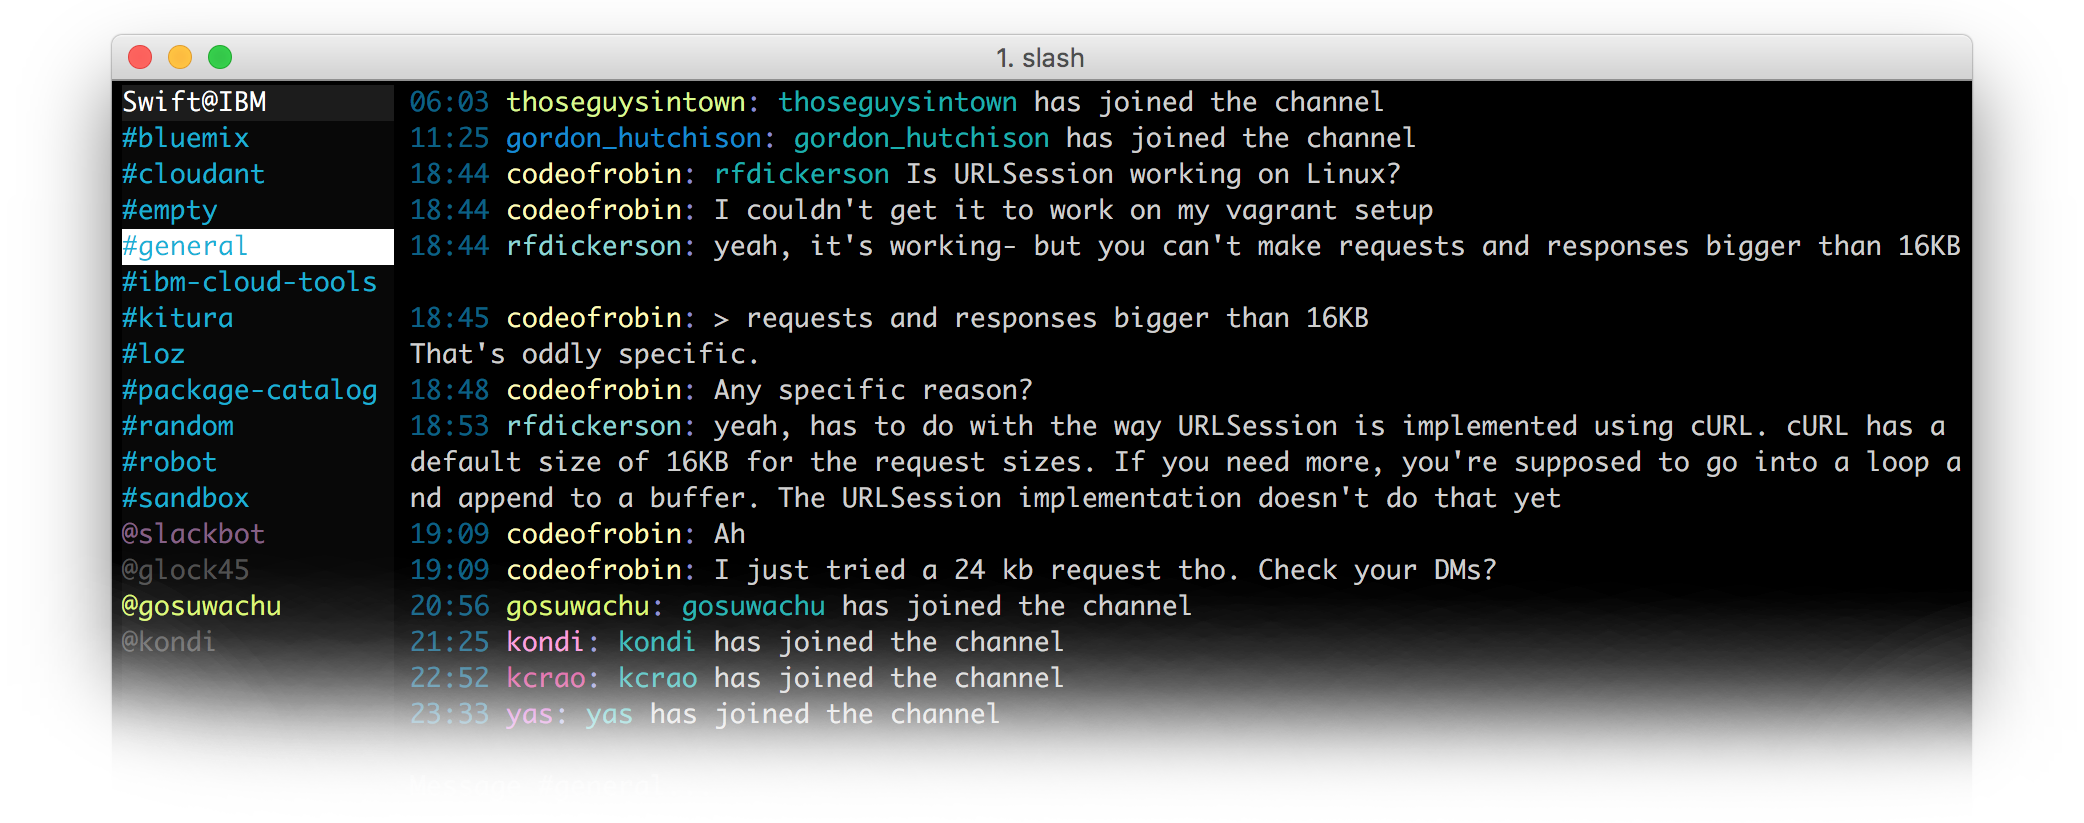 1. slash
Swift@IBM
#bluemix
#cloudant
#empty
#general
#ibm-cloud-tools
#kitura
#loz
#package-catalog
#random
#robot
#sandbox
@slackbot
@glock45
@gosuwachu
@kondi
06:03 thoseguysintown: thoseguysintown has joined the channel
11:25 gordon_hutchison: gordon_hutchison has joined the channel
18:44 codeofrobin: rfdickerson Is URLSession working on Linux?
18:44 codeofrobin: I couldn't get it to work on my vagrant setup
18:44 rfdickerson: yeah, it's working- but you can't make requests and responses bigger than 16KB
18:45 codeofrobin: > requests and responses bigger than 16KB
That's oddly specific.
18:48 codeofrobin: Any specific reason?
18:53 rfdickerson: yeah, has to do with the way URLSession is implemented using cURL. cURL has a
default size of 16KB for the request sizes. If you need more, you're supposed to go into a loop a
nd append to a buffer. The URLSession implementation doesn't do that yet
19:09 codeofrobin: Ah
19:09 codeofrobin: I just tried a 24 kb request tho. Check your DMs?
20:56 gosuwachu: gosuwachu has joined the channel
21:25 kondi: kondi has joined the channel
22:52 kcrao: kcrao has joined the channel
23:33 yas: yas has joined the channel